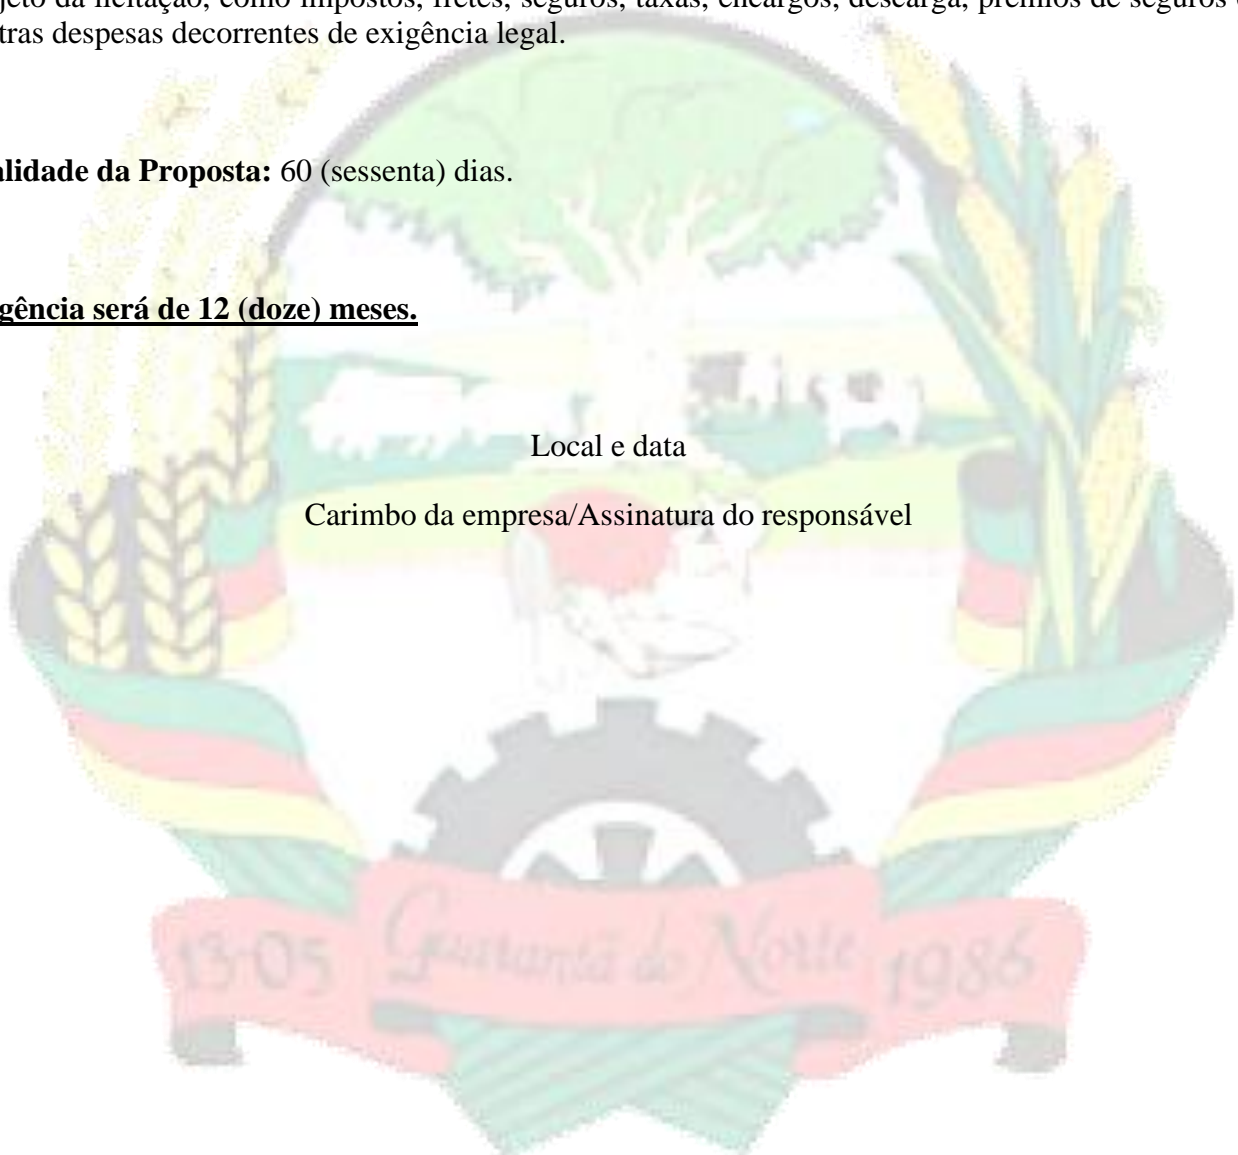 jeto da licitação, como impostos, fretes, seguros, taxas, encargos, descarga, prêmios de seguros
tras despesas decorrentes de exigência legal.
alidade da Proposta: 60 (sessenta) dias.
gência será de 12 (doze) meses.
Local e data
Carimbo da empresa/Assinatura do responsável
13-05 Guarantã do Norte 1986